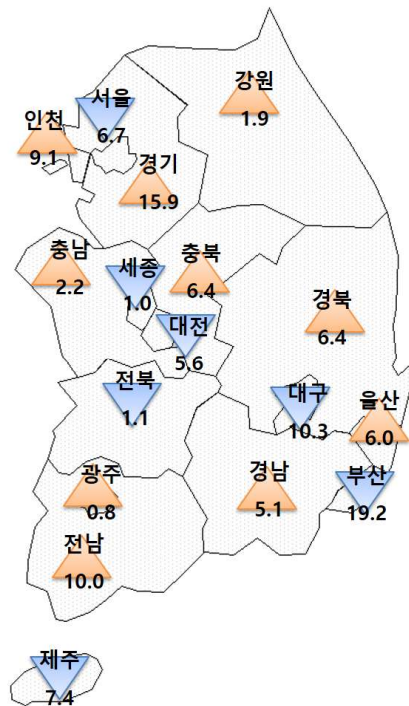 강원
1.9
서울
6.7
인천
9.1
경기
15.9
충남
2.2
세종
1.0
충북
6.4
경북
6.4
대전
5.6
전북
1.1
대구
10.3
울산
6.0
광주
0.8
경남
5.1
부산
19.2
전남
10.0
제주
7.4